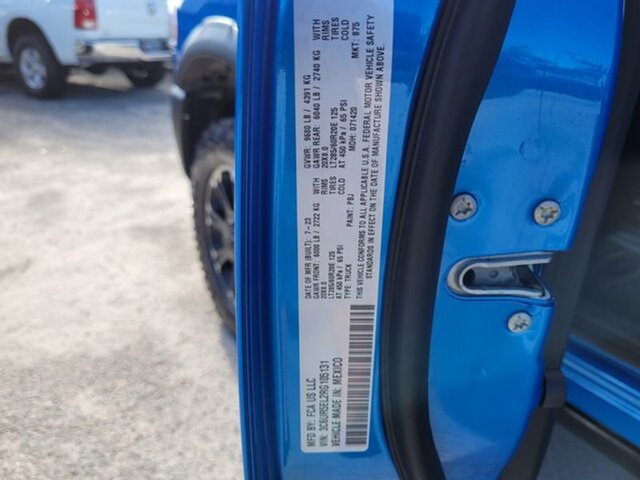 MFD. BY: FCA US LLC
VIN: 3C6UR5EL2RG105131
VEHICLE MADE IN: MEXICO
DATE OF MFR (BUILT) 7-23 GVWR: 9680 LB / 4391 KG
GAWR FRONT: 6000 LB / 2722 KG WITH GAWR REAR: 6040 LB / 2740 KG WITH
20X8.0 RIMS 20X8.0 RIMS
LT285/60R20E 125 TIRES LT285/60R20E 125 TIRES
AT 450 kPa / 65 PSI COLD AT 450 kPa / 65 PSI COLD
TYPE: TRUCK PAINT: PBJ MDH: 071420 MKT: 875
THIS VEHICLE CONFORMS TO ALL APPLICABLE U.S.A. FEDERAL MOTOR VEHICLE SAFETY
STANDARDS IN EFFECT ON THE DATE OF MANUFACTURE SHOWN ABOVE.